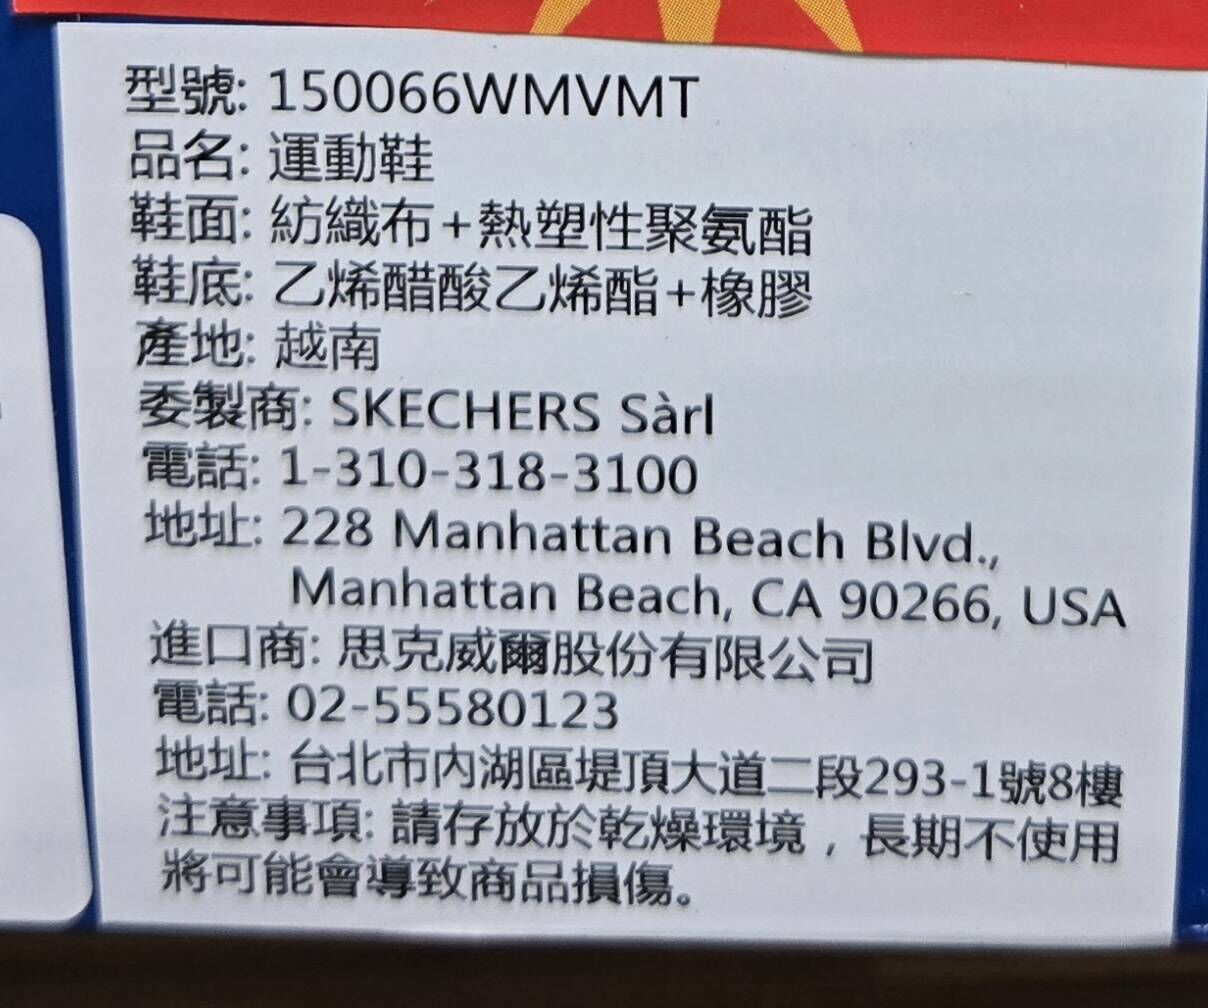 型號: 150066WMVMT
品名: 運動鞋
鞋面: 紡織布+熱塑性聚氨酯
鞋底: 乙烯醋酸乙烯酯+橡膠
產地: 越南
委製商: SKECHERS Sàrl
電話: 1-310-318-3100
地址: 228 Manhattan Beach Blvd.,
Manhattan Beach, CA 90266, USA
進口商: 思克威爾股份有限公司
電話: 02-55580123
地址: 台北市內湖區堤頂大道二段293-1號8樓
注意事項: 請存放於乾燥環境，長期不使用
將可能會導致商品損傷。